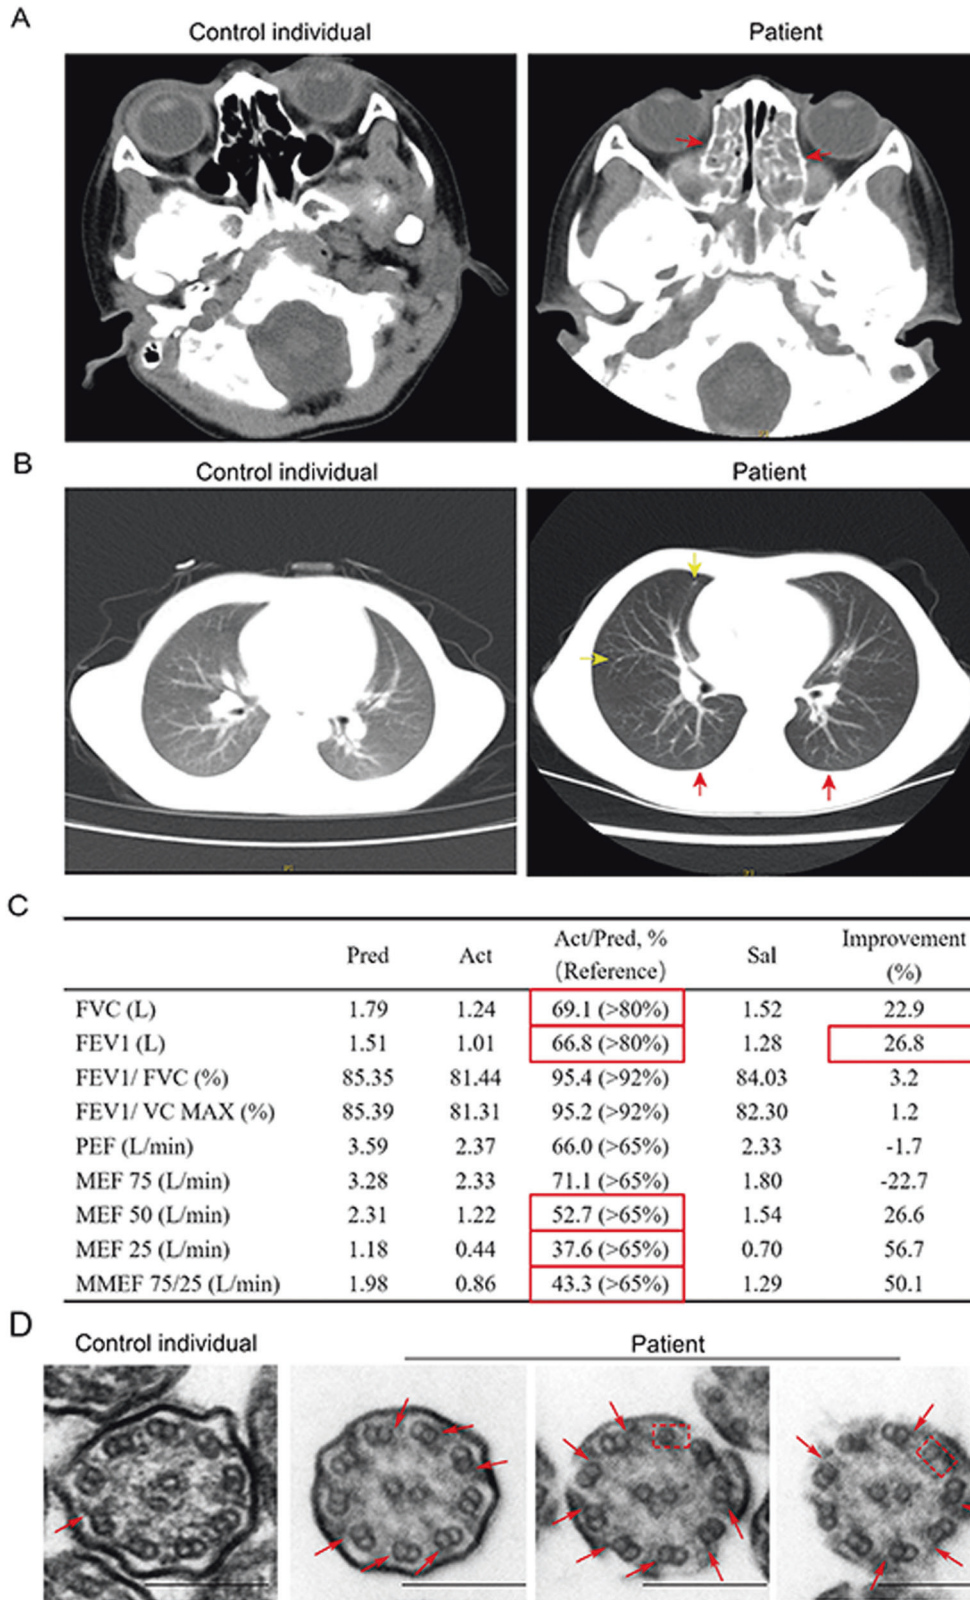 A
Control individual Patient
B
Control individual Patient
C
Pred Act Act/Pred, % (Reference) Sal Improvement (%)
FVC (L) 1.79 1.24 69.1 (>80%) 1.52 22.9
FEV1 (L) 1.51 1.01 66.8 (>80%) 1.28 26.8
FEV1/ FVC (%) 85.35 81.44 95.4 (>92%) 84.03 3.2
FEV1/ VC MAX (%) 85.39 81.31 95.2 (>92%) 82.30 1.2
PEF (L/min) 3.59 2.37 66.0 (>65%) 2.33 -1.7
MEF 75 (L/min) 3.28 2.33 71.1 (>65%) 1.80 -22.7
MEF 50 (L/min) 2.31 1.22 52.7 (>65%) 1.54 26.6
MEF 25 (L/min) 1.18 0.44 37.6 (>65%) 0.70 56.7
MMEF 75/25 (L/min) 1.98 0.86 43.3 (>65%) 1.29 50.1
D
Control individual Patient